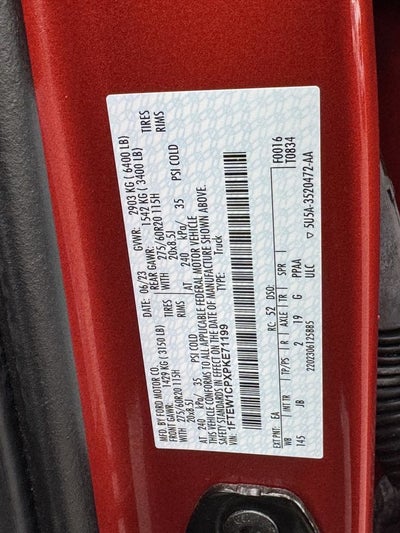 MFD. BY FORD MOTOR CO.
DATE: 06/23 GVWR: 2903 KG ( 6400 LB)
FRONT GAWR: 1429 KG ( 3150 LB) REAR GAWR: 1542 KG ( 3400 LB)
275/60R20 115H TIRES 275/60R20 115H TIRES
20x8.5J RIMS 20x8.5J RIMS
AT 240 kPa/ 35 PSI COLD AT 240 kPa/ 35 PSI COLD
THIS VEHICLE CONFORMS TO ALL APPLICABLE FEDERAL MOTOR VEHICLE
SAFETY STANDARDS IN EFFECT ON THE DATE OF MANUFACTURE SHOWN ABOVE.
VIN: 1FTEW1CPXPKE71199
TYPE: Truck
F0016
T0834
EXT PNT: EA RC: 52 DSO:
WB INT TR TP/PS R AXLE TR SPR
145 JB 2 19 G PPAA
220230612SBB5 ULC
▽ 5U5A-3520472-AA